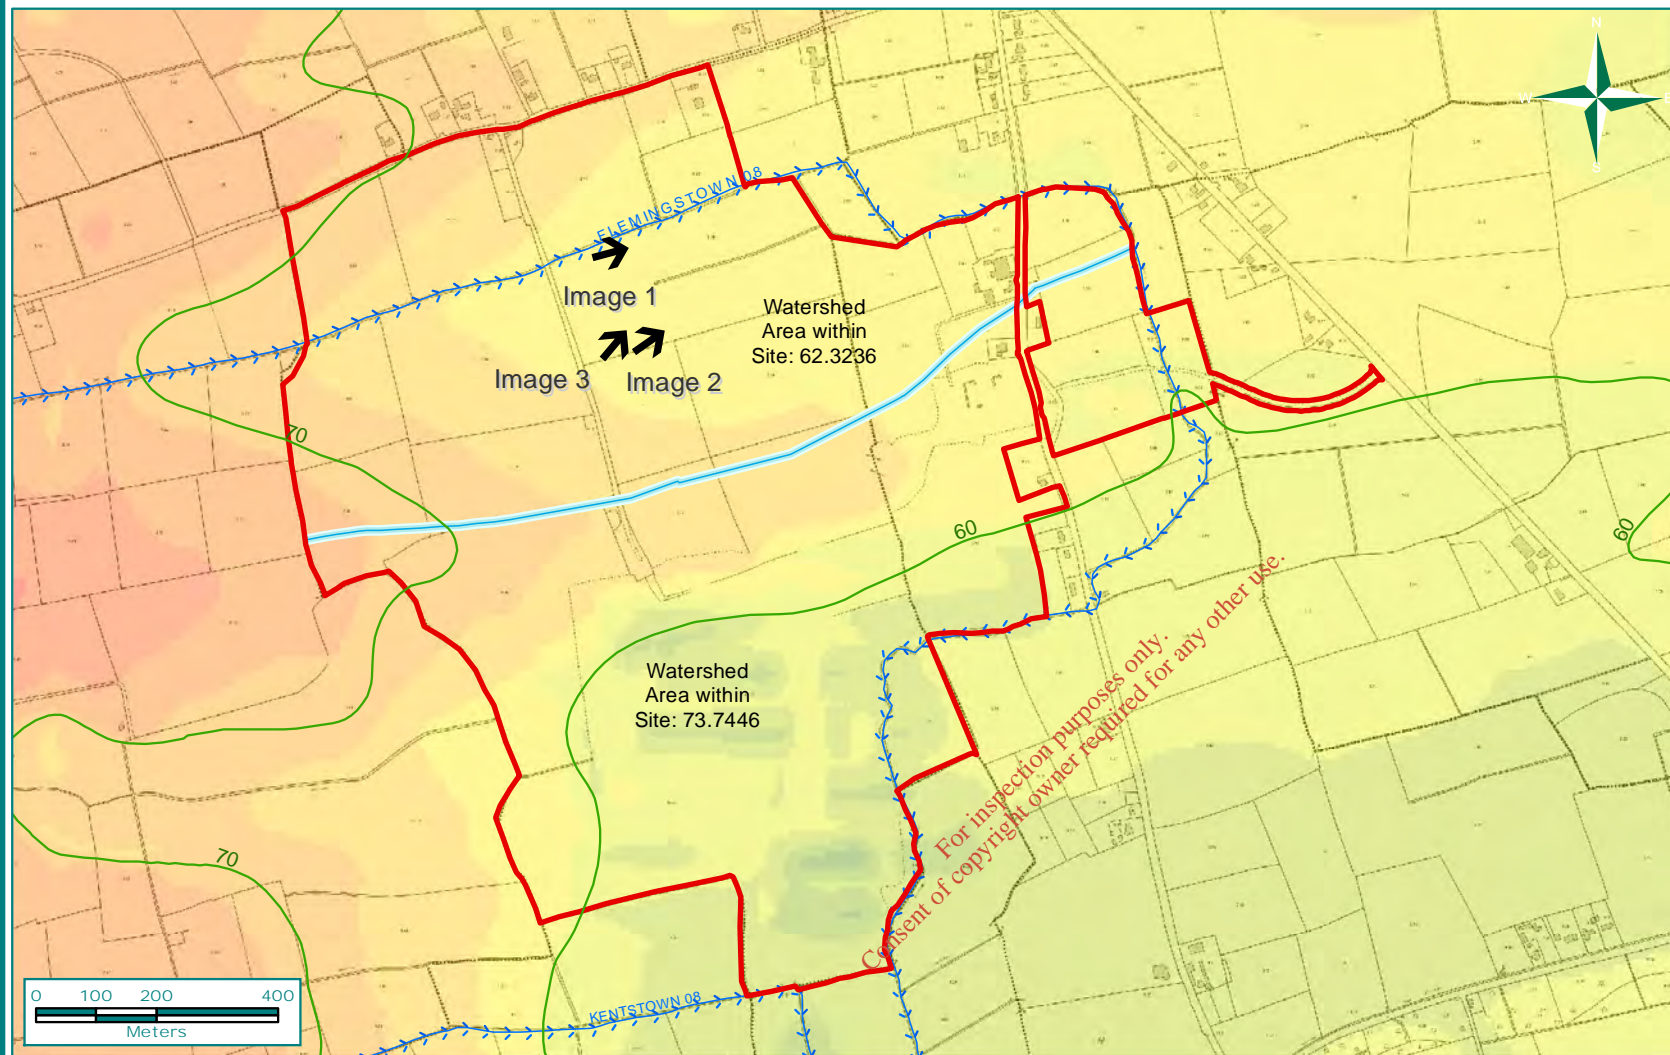 N
W
S
FLEMINGSTOWN 08
Image 1
Watershed
Area within
Site: 62.3236
Image 3
Image 2
70
60
60
Watershed
Area within
Site: 73.7446
For inspection purposes only.
Consent of copyright owner required for any other use.
70
KENTSTOWN 08
0 100 200 400
Meters